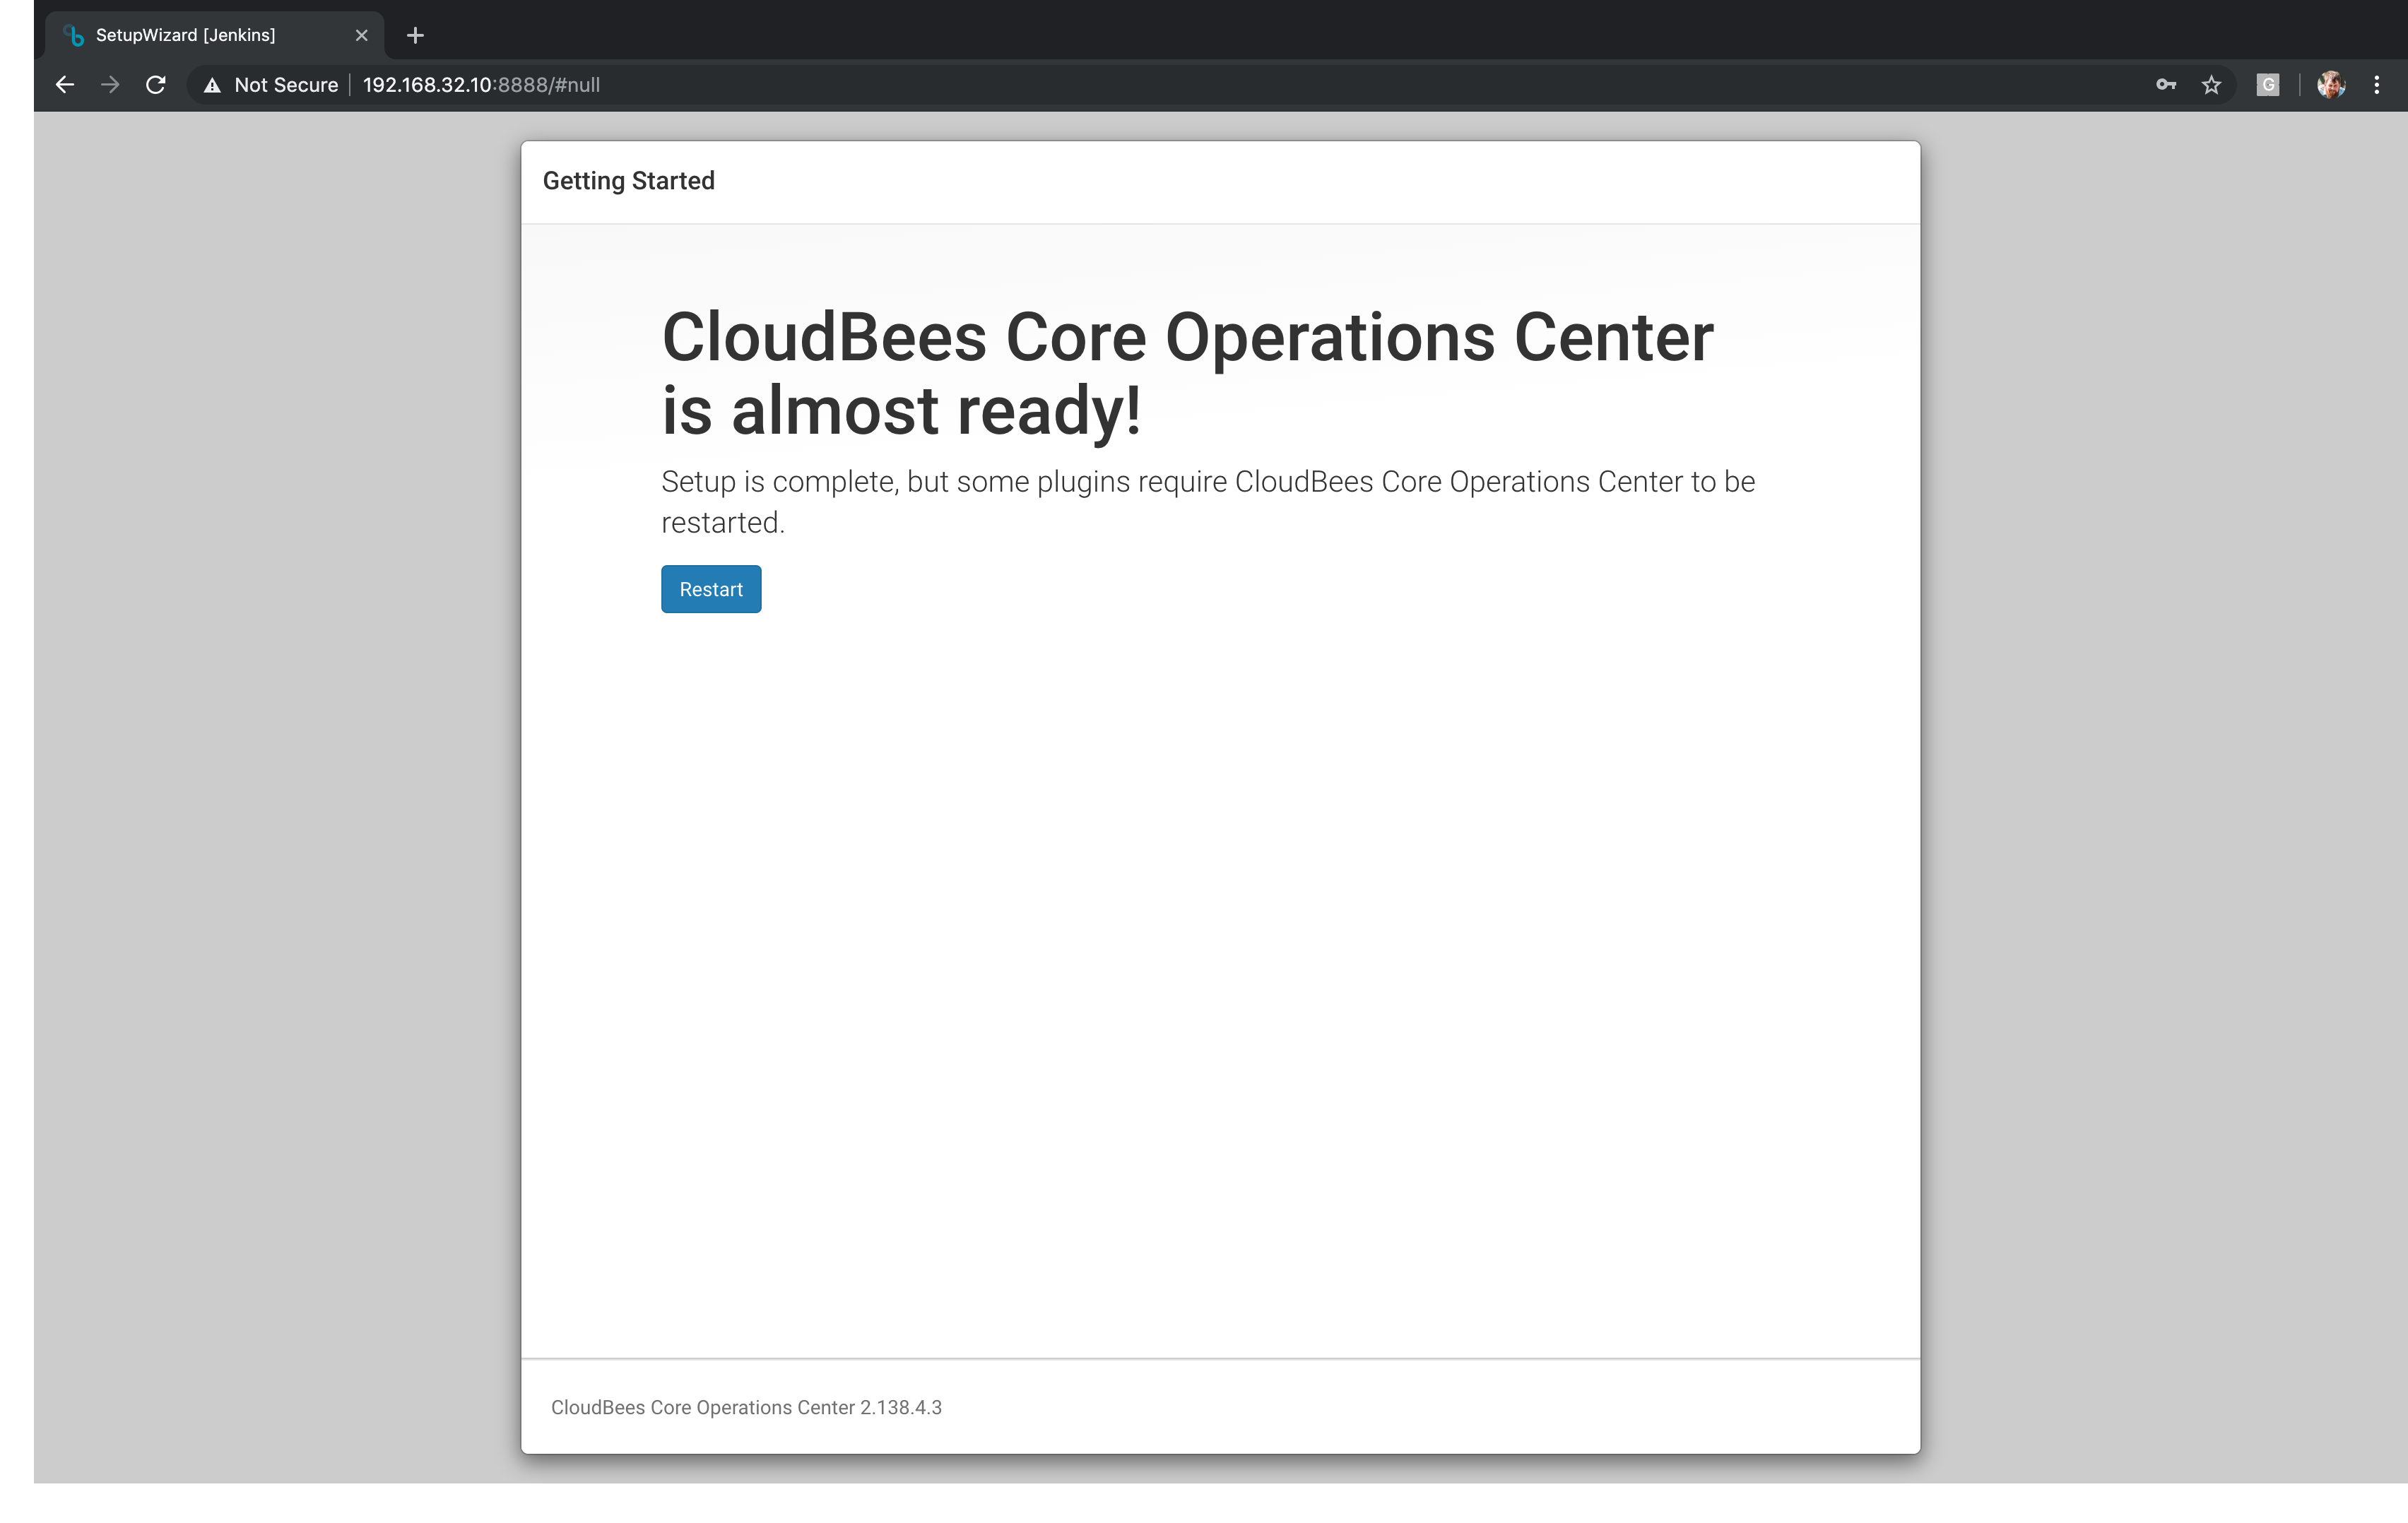 SetupWizard [Jenkins]
Not Secure | 192.168.32.10:8888/#null
G
Getting Started
CloudBees Core Operations Center
is almost ready!
Setup is complete, but some plugins require CloudBees Core Operations Center to be
restarted.
Restart
CloudBees Core Operations Center 2.138.4.3